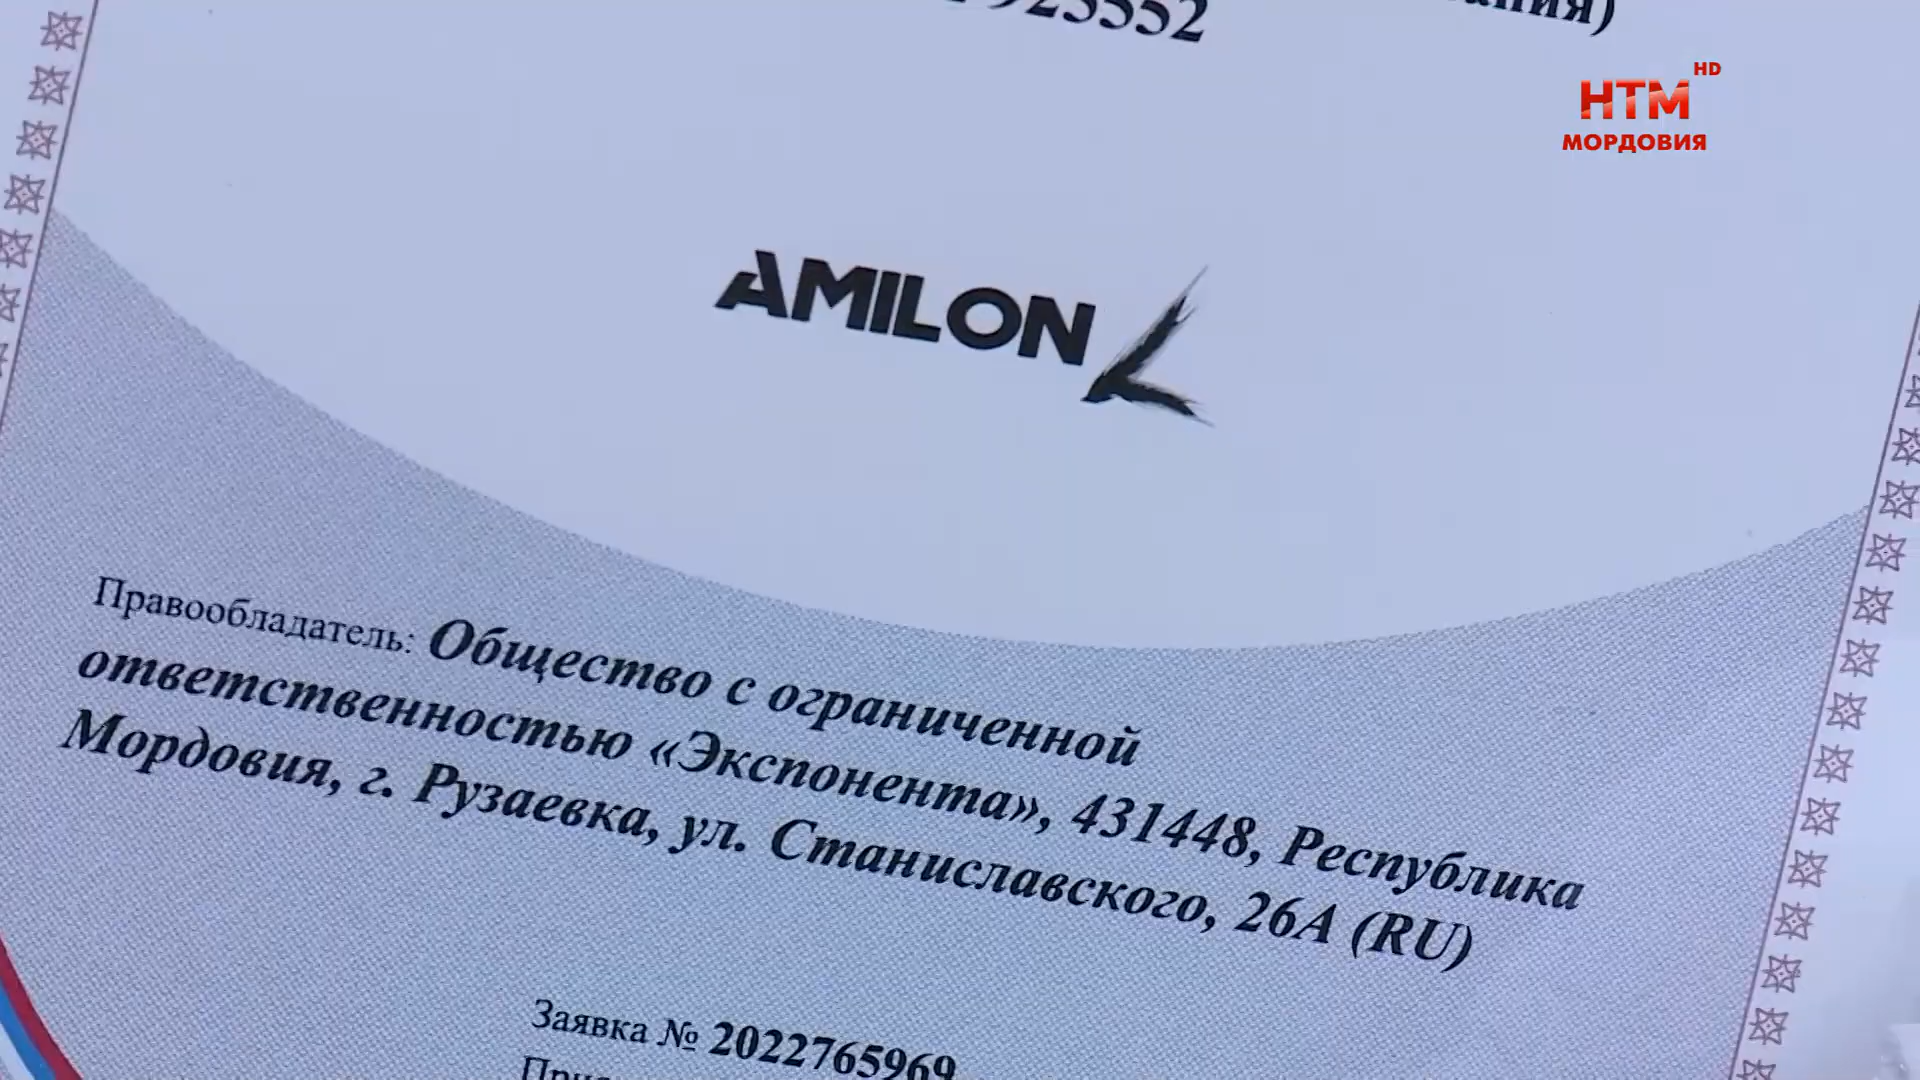 925552
НТМ HD
МОРДОВИЯ
AMILON
Правообладатель: Общество с ограниченной
ответственностью «Экспонента», 431448, Республика
Мордовия, г. Рузаевка, ул. Станиславского, 26А (RU)
Заявка № 2022765969